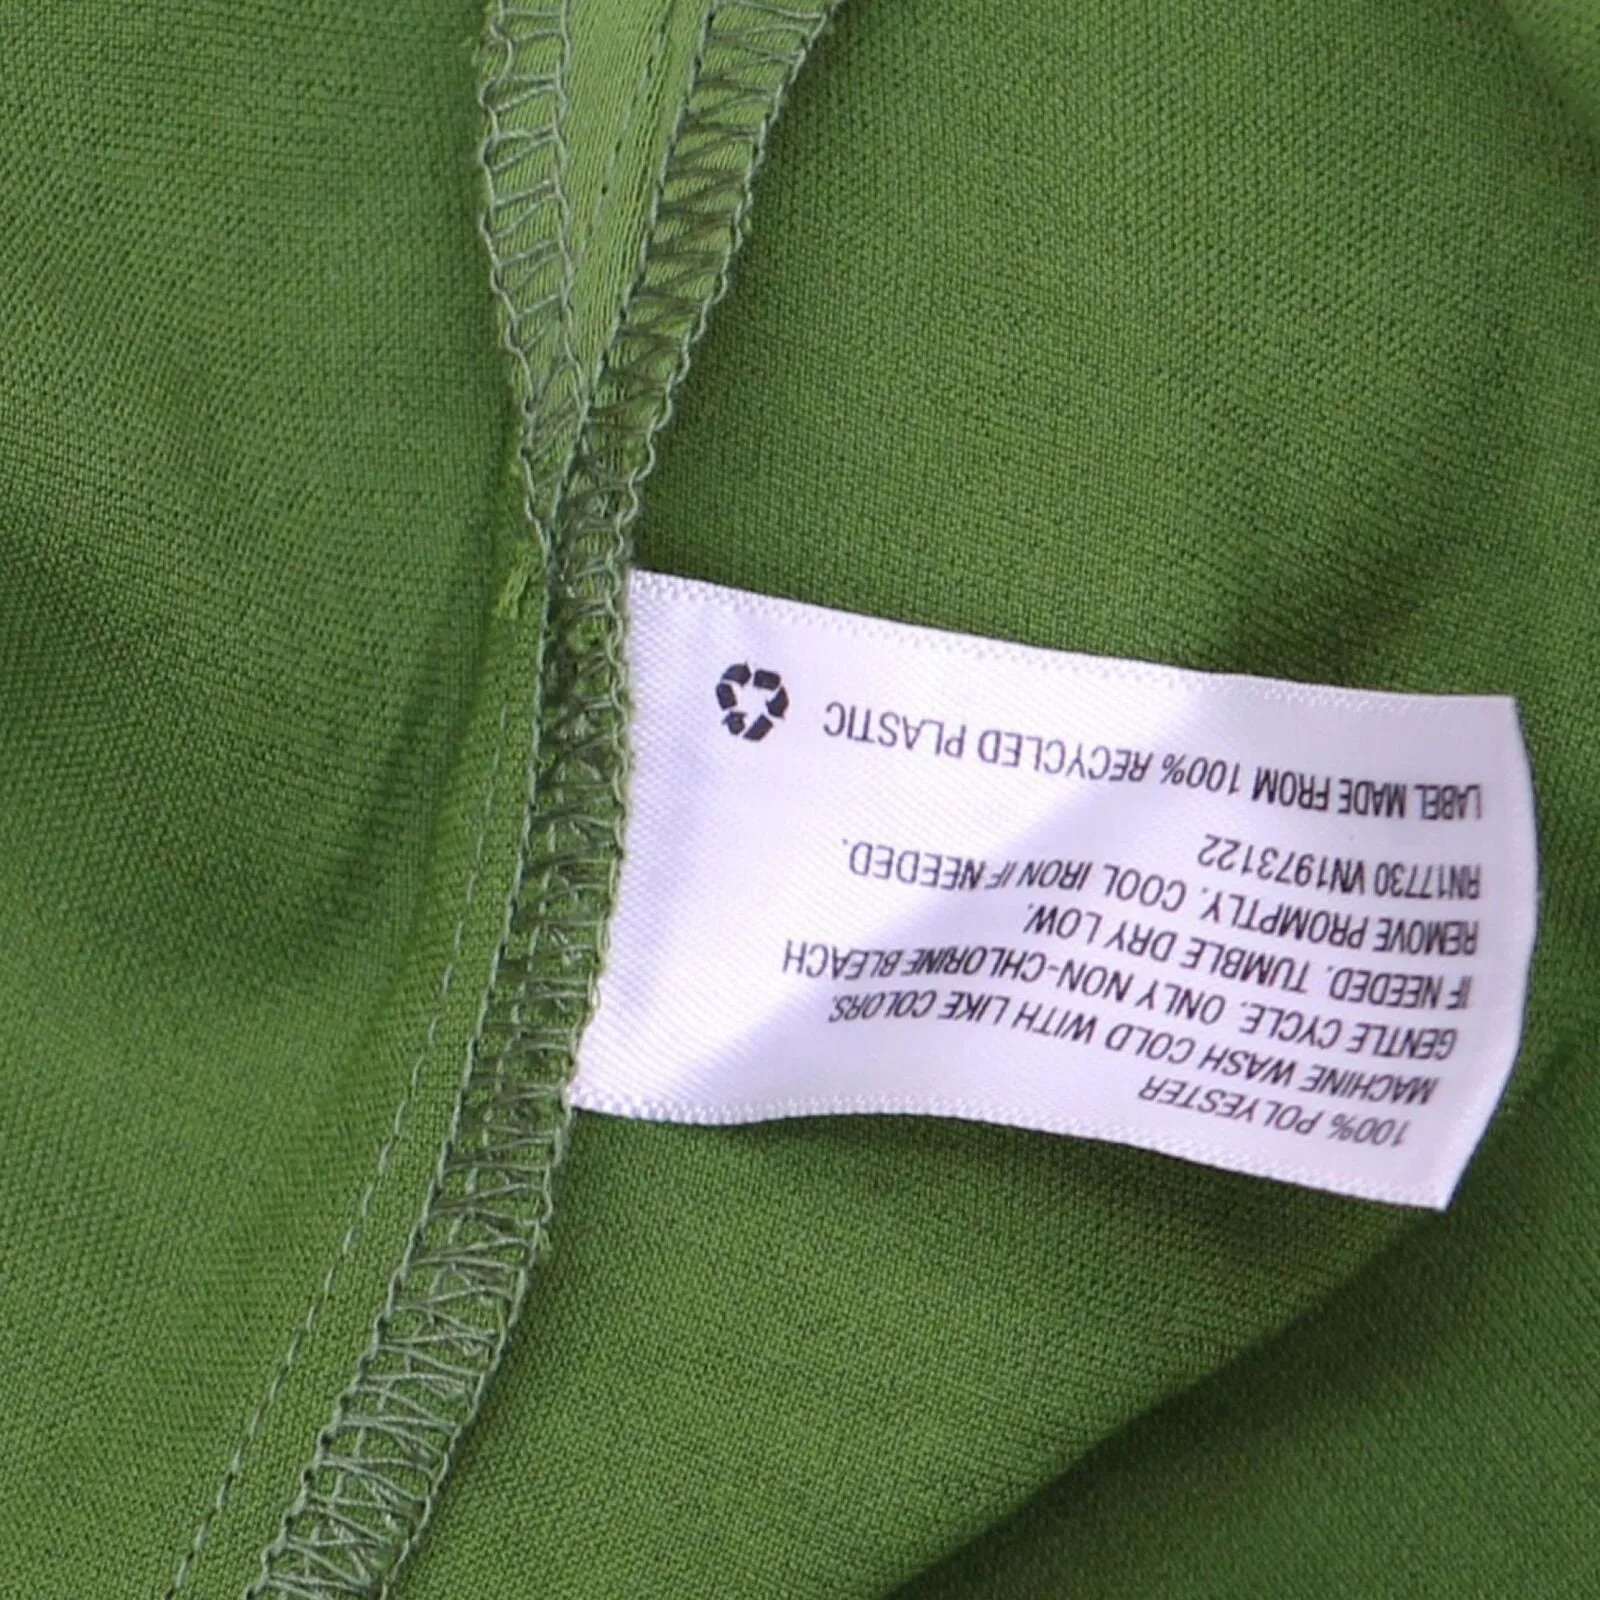 100% POLYESTER
MACHINE WASH COLD WITH LIKE COLORS.
GENTLE CYCLE. ONLY NON-CHLORINE BLEACH
IF NEEDED. TUMBLE DRY LOW.
REMOVE PROMPTLY. COOL IRON IF NEEDED.
RN17730 VN1973122
LABEL MADE FROM 100% RECYCLED PLASTIC